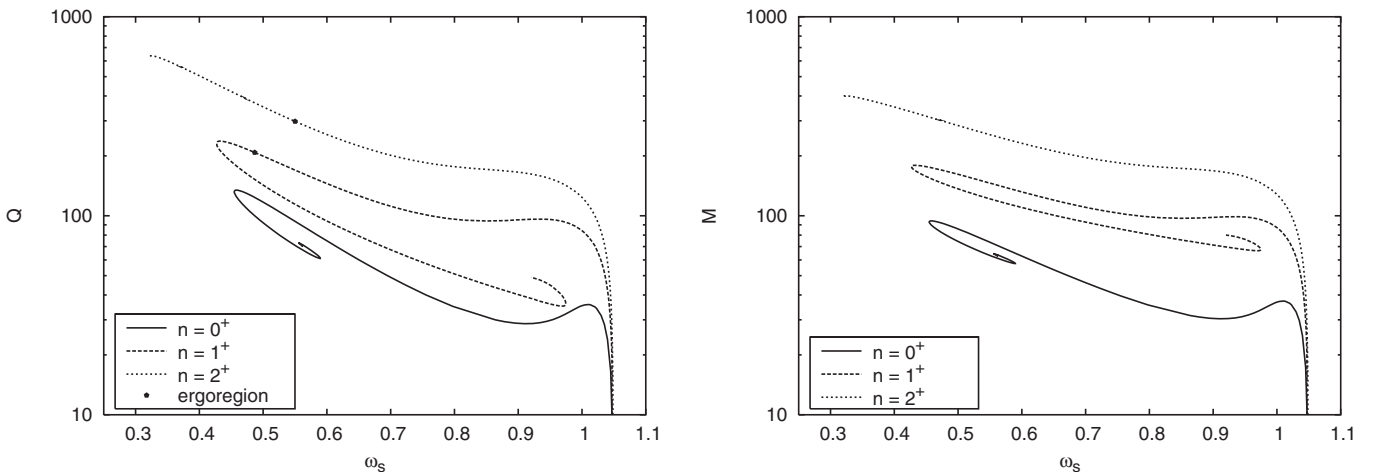 1000
100
10
Q
0.3 0.4 0.5 0.6 0.7 0.8 0.9 1 1.1
ωs
n = 0+
n = 1+
n = 2+
ergoregion
1000
100
10
M
0.3 0.4 0.5 0.6 0.7 0.8 0.9 1 1.1
ωs
n = 0+
n = 1+
n = 2+